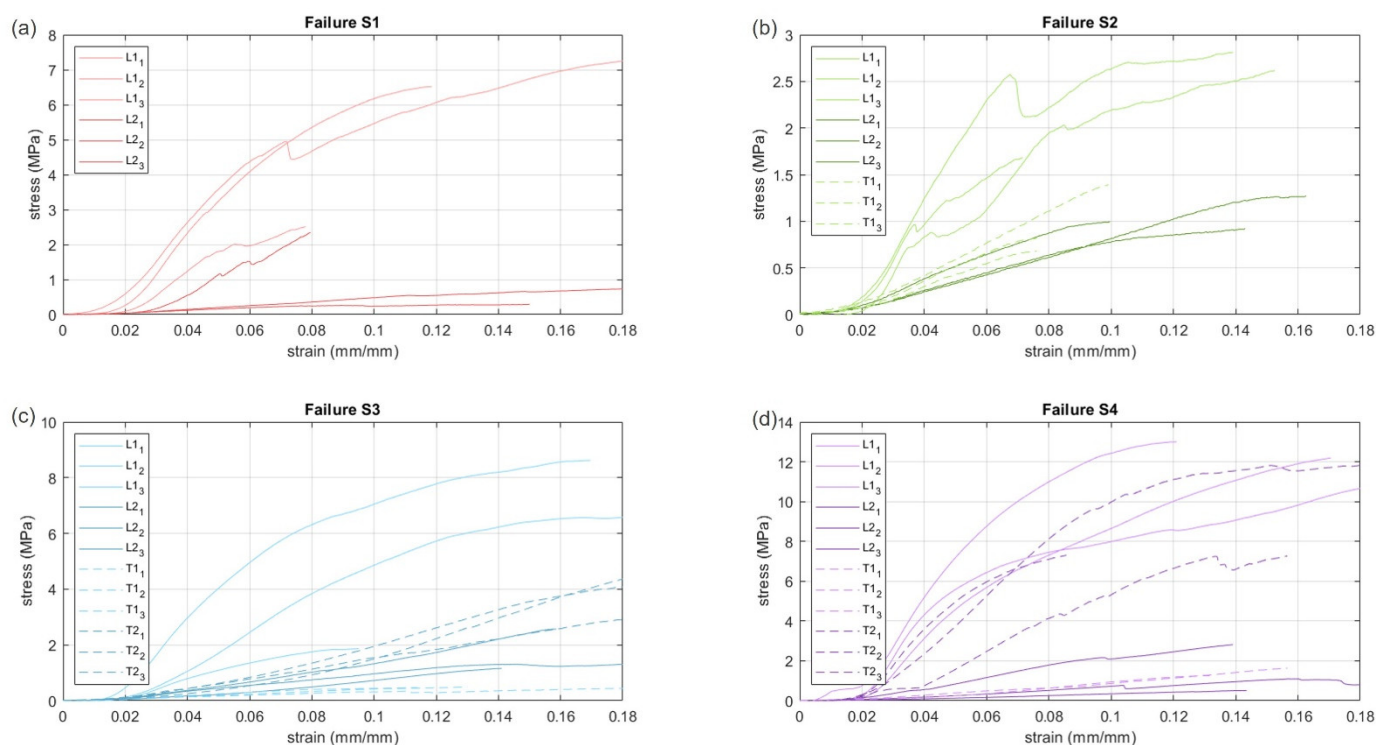 (a)
Failure S1
8
7
6
5
4
3
2
1
0
stress (MPa)
L1₁
L1₂
L1₃
L2₁
L2₂
L2₃
0 0.02 0.04 0.06 0.08 0.1 0.12 0.14 0.16 0.18
strain (mm/mm)
(b)
Failure S2
3
2.5
2
1.5
1
0.5
0
stress (MPa)
L1₁
L1₂
L1₃
L2₁
L2₂
L2₃
T1₁
T1₂
T1₃
0 0.02 0.04 0.06 0.08 0.1 0.12 0.14 0.16 0.18
strain (mm/mm)
(c)
Failure S3
10
8
6
4
2
0
stress (MPa)
L1₁
L1₂
L1₃
L2₁
L2₂
L2₃
T1₁
T1₂
T1₃
T2₁
T2₂
T2₃
0 0.02 0.04 0.06 0.08 0.1 0.12 0.14 0.16 0.18
strain (mm/mm)
(d)
Failure S4
14
12
10
8
6
4
2
0
stress (MPa)
L1₁
L1₂
L1₃
L2₁
L2₂
L2₃
T1₁
T1₂
T1₃
T2₁
T2₂
T2₃
0 0.02 0.04 0.06 0.08 0.1 0.12 0.14 0.16 0.18
strain (mm/mm)